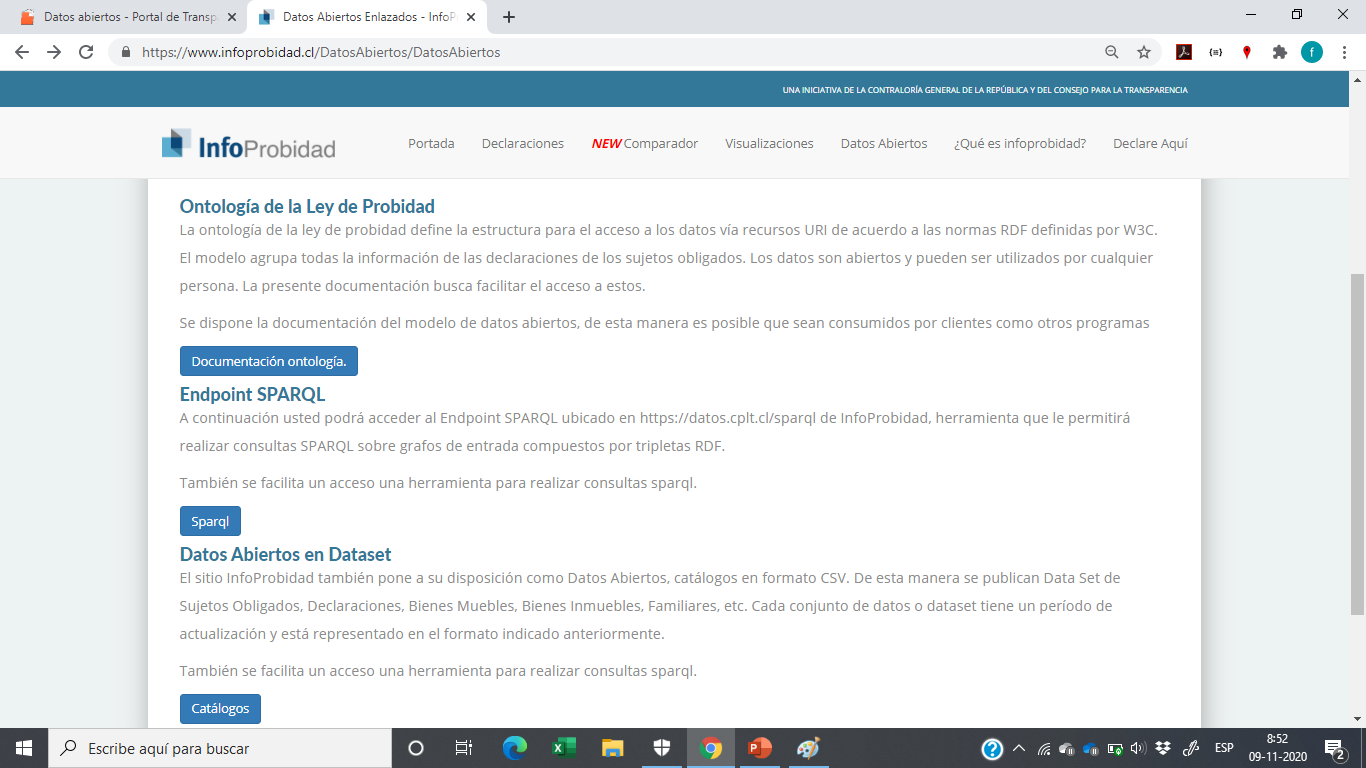 Datos abiertos - Portal de Transp
Datos Abiertos Enlazados - InfoP
https://www.infoprobidad.cl/DatosAbiertos/DatosAbiertos
f
UNA INICIATIVA DE LA CONTRALORÍA GENERAL DE LA REPÚBLICA Y DEL CONSEJO PARA LA TRANSPARENCIA
InfoProbidad
Portada
Declaraciones
NEW Comparador
Visualizaciones
Datos Abiertos
¿Qué es infoprobidad?
Declare Aquí
Ontología de la Ley de Probidad
La ontología de la ley de probidad define la estructura para el acceso a los datos vía recursos URI de acuerdo a las normas RDF definidas por W3C.
El modelo agrupa todas la información de las declaraciones de los sujetos obligados. Los datos son abiertos y pueden ser utilizados por cualquier
persona. La presente documentación busca facilitar el acceso a estos.
Se dispone la documentación del modelo de datos abiertos, de esta manera es posible que sean consumidos por clientes como otros programas
Documentación ontología.
Endpoint SPARQL
A continuación usted podrá acceder al Endpoint SPARQL ubicado en https://datos.cplt.cl/sparql de InfoProbidad, herramienta que le permitirá
realizar consultas SPARQL sobre grafos de entrada compuestos por tripletas RDF.
También se facilita un acceso una herramienta para realizar consultas sparql.
Sparql
Datos Abiertos en Dataset
El sitio InfoProbidad también pone a su disposición como Datos Abiertos, catálogos en formato CSV. De esta manera se publican Data Set de
Sujetos Obligados, Declaraciones, Bienes Muebles, Bienes Inmuebles, Familiares, etc. Cada conjunto de datos o dataset tiene un período de
actualización y está representado en el formato indicado anteriormente.
También se facilita un acceso una herramienta para realizar consultas sparql.
Catálogos
Escribe aquí para buscar
ESP
8:52
09-11-2020
2